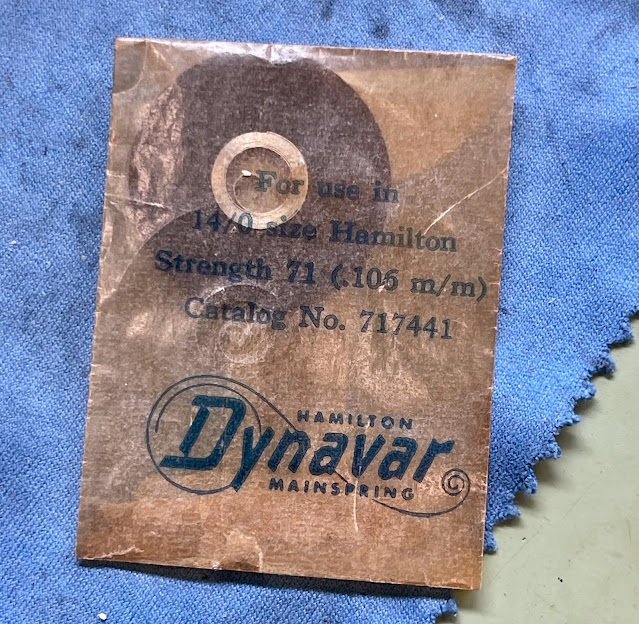 For use in
14/0 size Hamilton
Strength 71 (.106 m/m)
Catalog No. 717441
HAMILTON
Dynavar
MAINSPRING